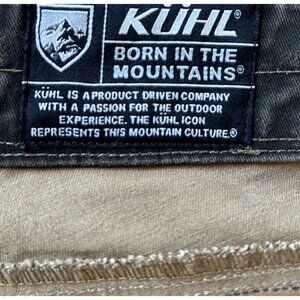 KÜHL®
BORN IN THE
MOUNTAINS®
KÜHL IS A PRODUCT DRIVEN COMPANY
WITH A PASSION FOR THE OUTDOOR
EXPERIENCE. THE KÜHL ICON
REPRESENTS THIS MOUNTAIN CULTURE.®